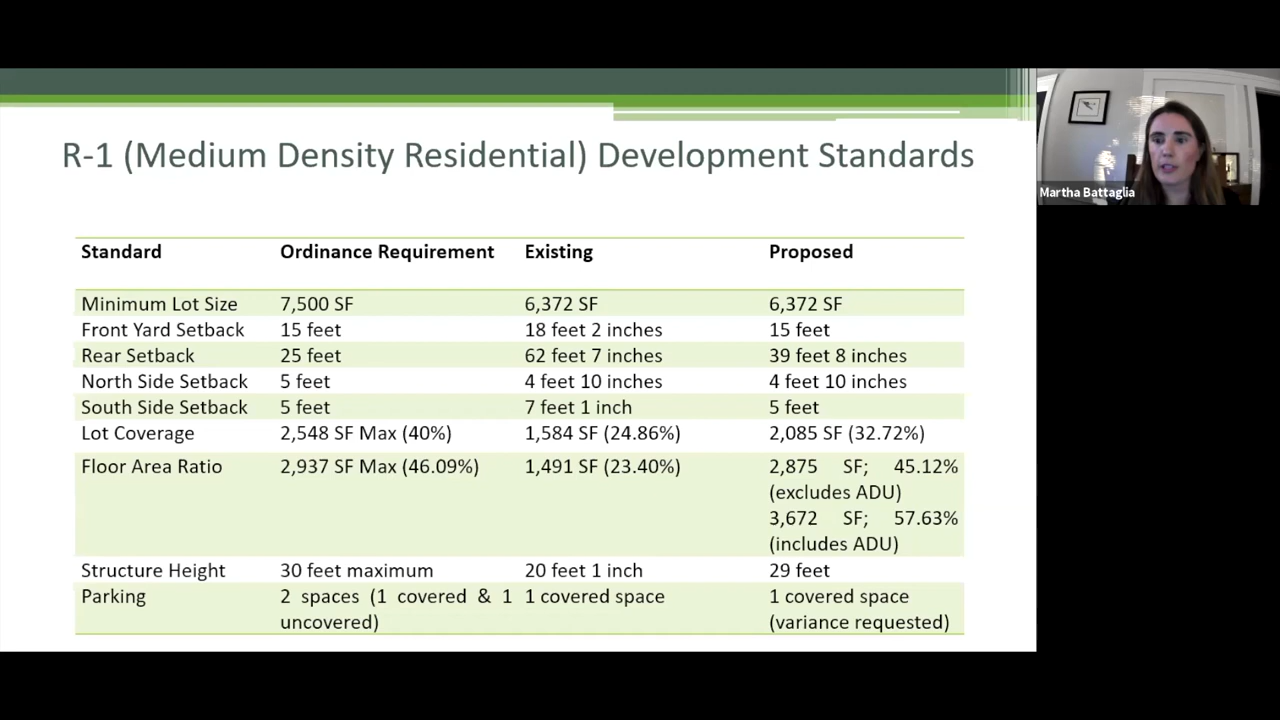 R-1 (Medium Density Residential) Development Standards
Martha Battaglia
Standard Ordinance Requirement Existing Proposed
Minimum Lot Size 7,500 SF 6,372 SF 6,372 SF
Front Yard Setback 15 feet 18 feet 2 inches 15 feet
Rear Setback 25 feet 62 feet 7 inches 39 feet 8 inches
North Side Setback 5 feet 4 feet 10 inches 4 feet 10 inches
South Side Setback 5 feet 7 feet 1 inch 5 feet
Lot Coverage 2,548 SF Max (40%) 1,584 SF (24.86%) 2,085 SF (32.72%)
Floor Area Ratio 2,937 SF Max (46.09%) 1,491 SF (23.40%) 2,875 SF; 45.12%
(excludes ADU)
3,672 SF; 57.63%
(includes ADU)
Structure Height 30 feet maximum 20 feet 1 inch 29 feet
Parking 2 spaces (1 covered & 1 1 covered space 1 covered space
uncovered) (variance requested)